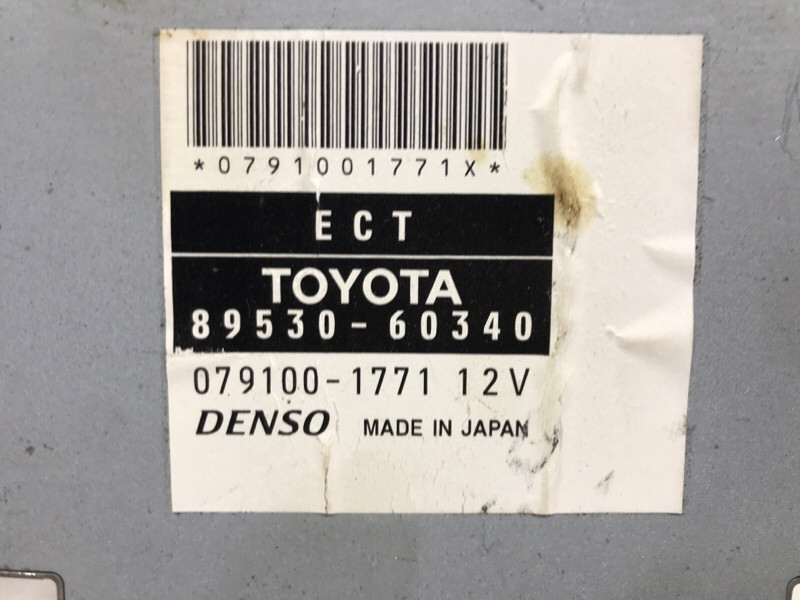 *0791001771X*
ECT
TOYOTA
89530-60340
079100-1771 12V
DENSO MADE IN JAPAN